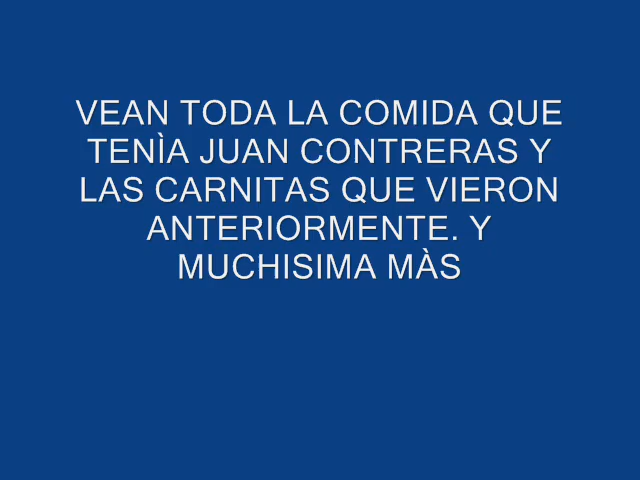 VEAN TODA LA COMIDA QUE
TENÌA JUAN CONTRERAS Y
LAS CARNITAS QUE VIERON
ANTERIORMENTE. Y
MUCHISIMA MÀS